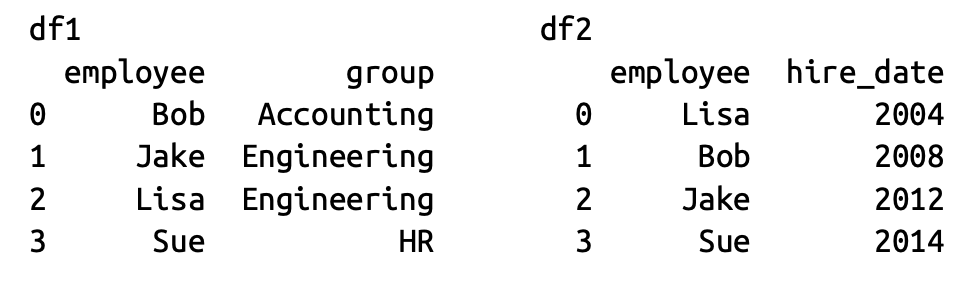 df1 df2
employee group employee hire_date
0 Bob Accounting 0 Lisa 2004
1 Jake Engineering 1 Bob 2008
2 Lisa Engineering 2 Jake 2012
3 Sue HR 3 Sue 2014